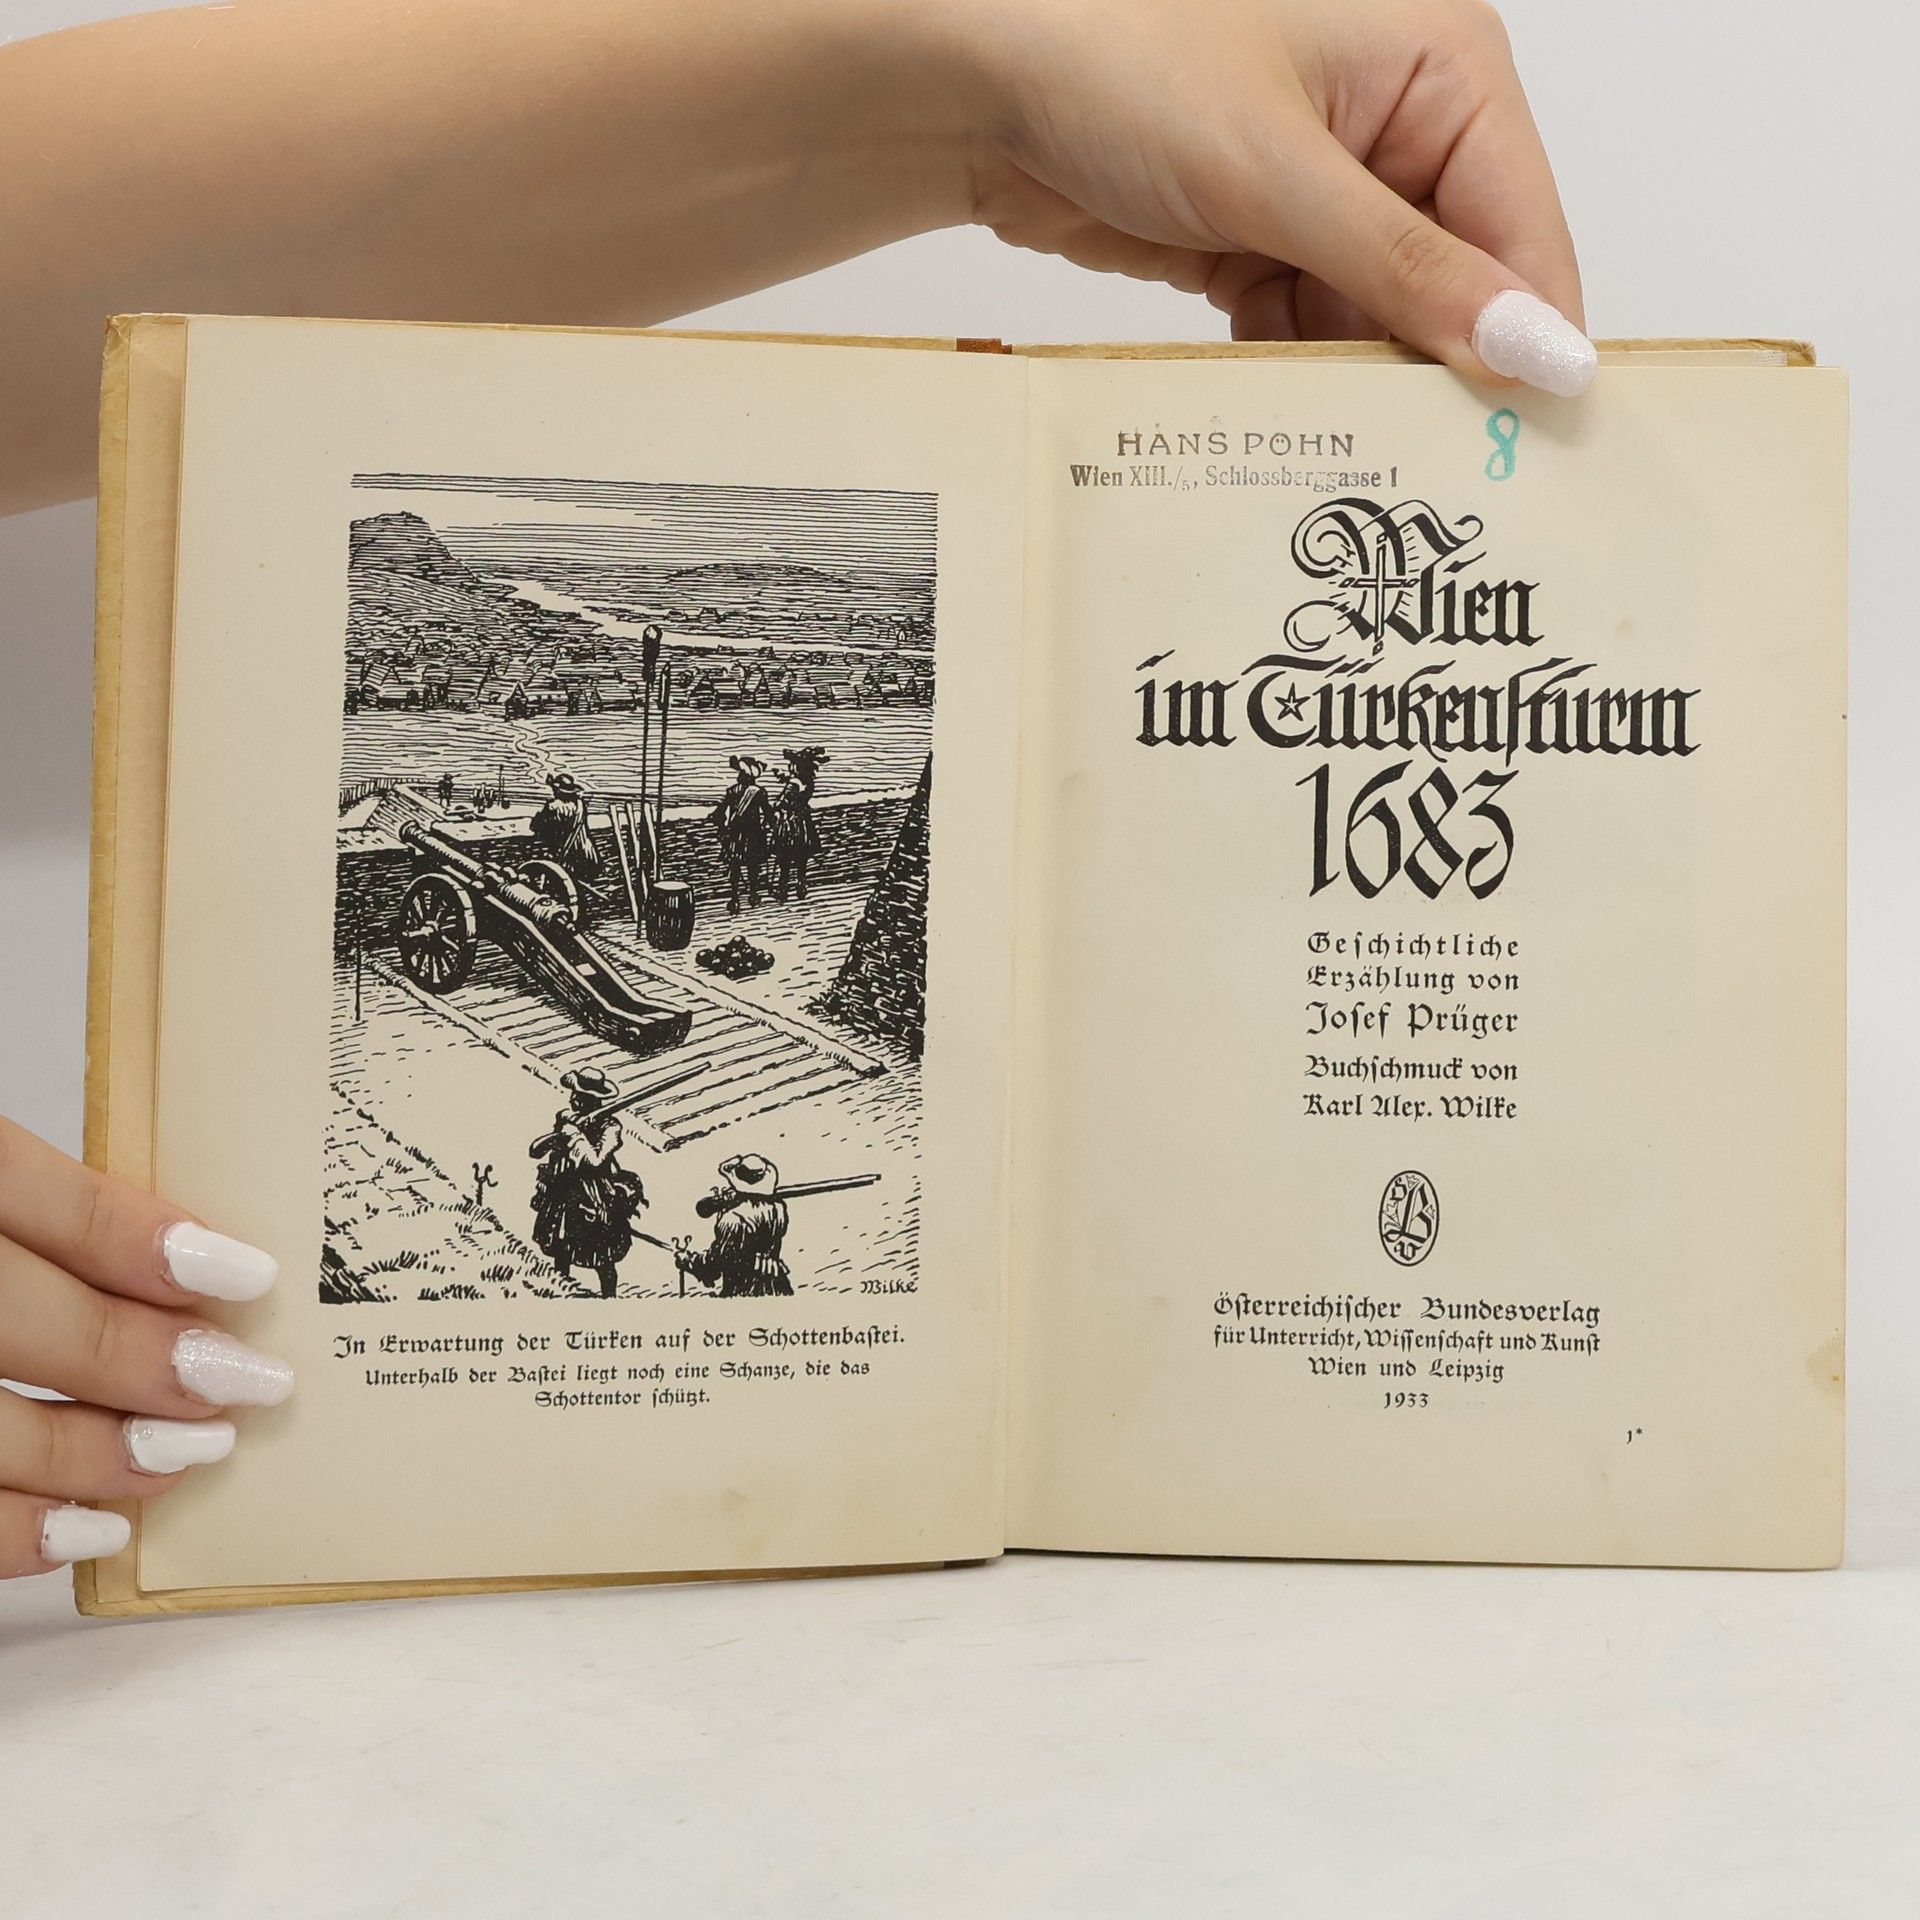 Wilke
In Erwartung der Türken auf der Schottenbaſtei.
Unterhalb der Baſtei liegt noch eine Schanze, die das
Schottentor ſchützt.
HANS PÖHN
Wien XIII./5, Schlossberggasse 1
8
Wien
im Türkenſturm
1683
Geſchichtliche
Erzählung von
Joſef Prüger
Buchſchmuck von
Karl Alex. Wilke
ÖBV
Öſterreichiſcher Bundesverlag
für Unterricht, Wiſſenſchaft und Kunſt
Wien und Leipzig
1933
1*